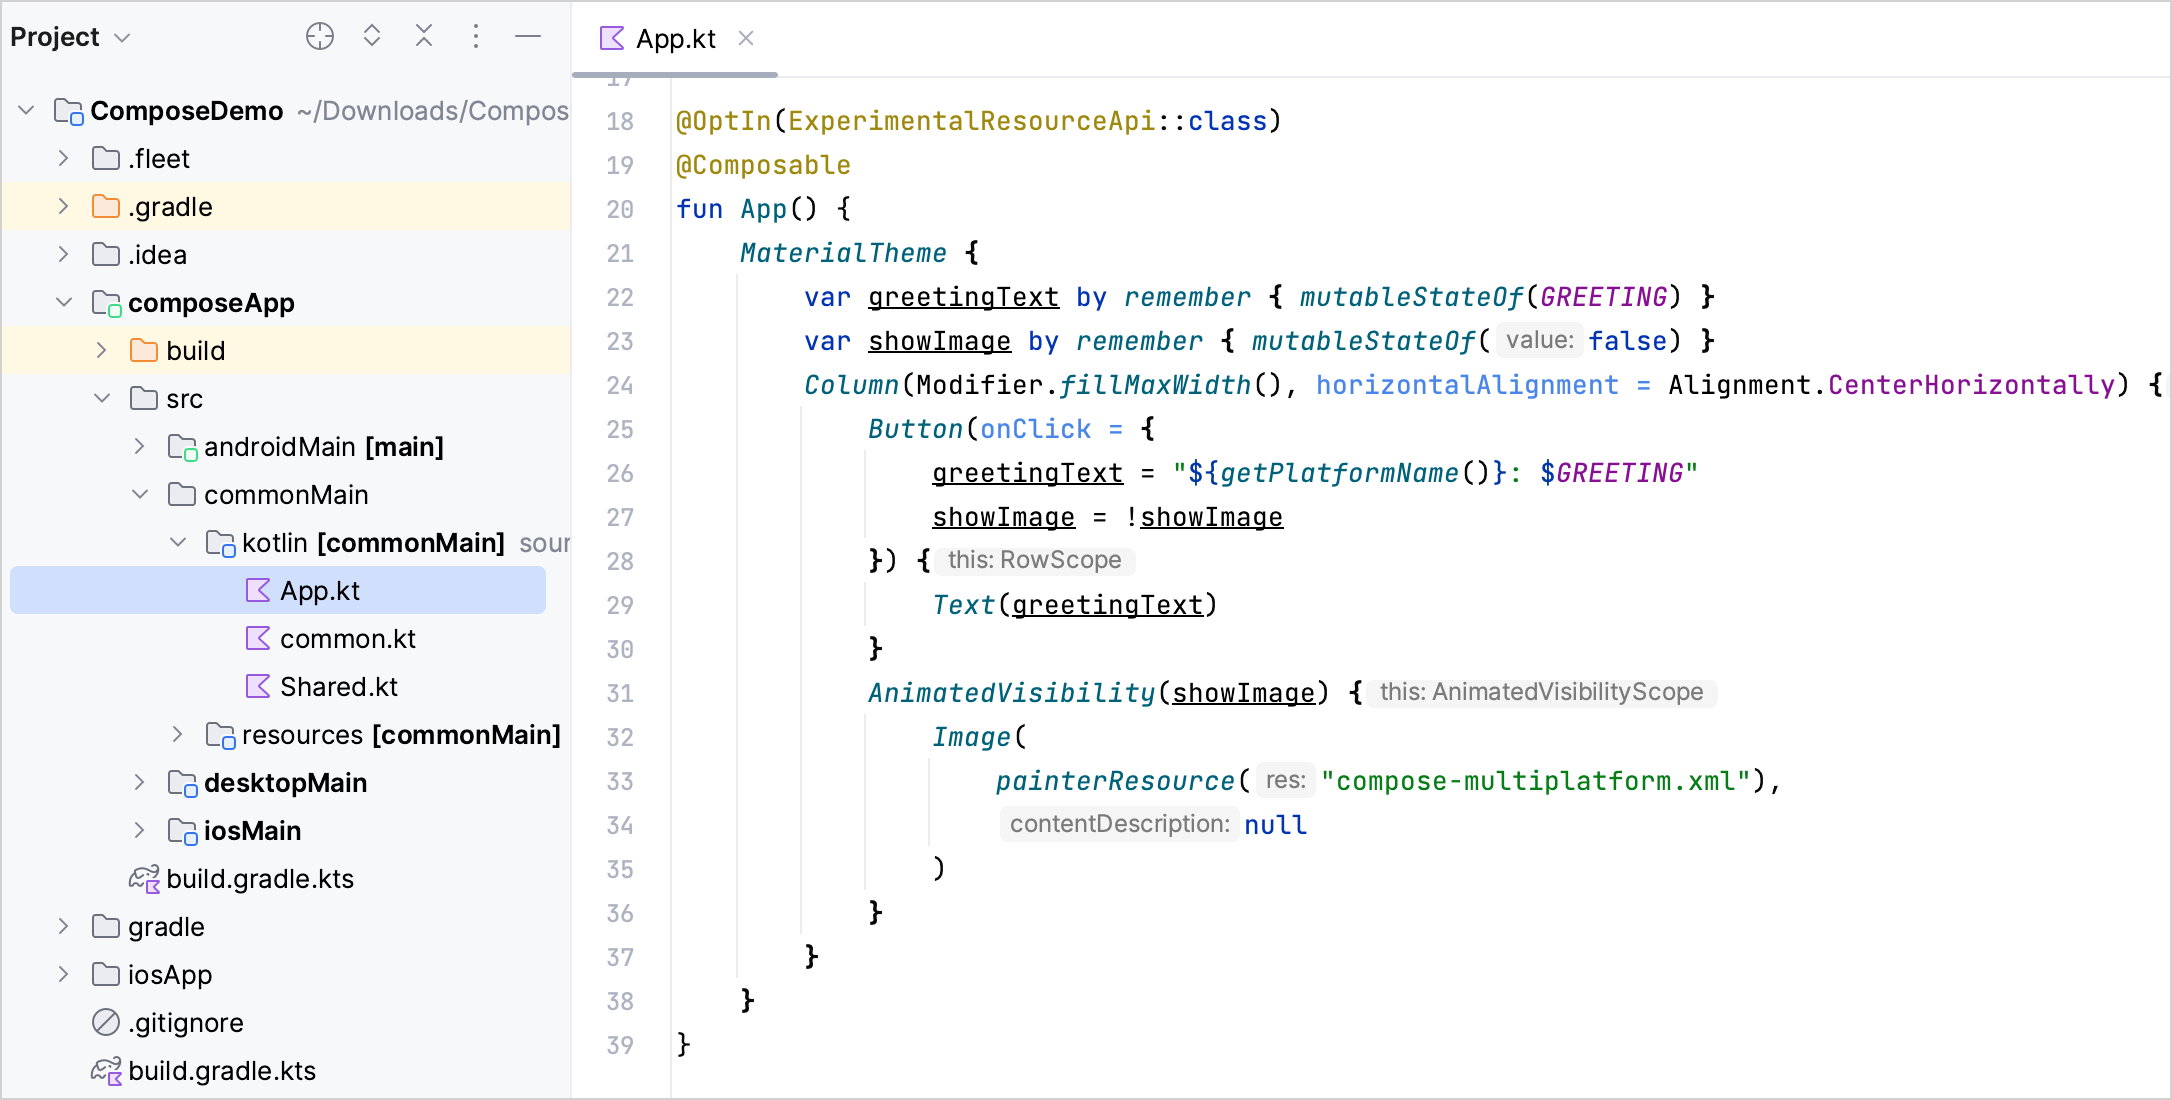 Project
ComposeDemo ~/Downloads/Compos
.fleet
.gradle
.idea
composeApp
build
src
androidMain [main]
commonMain
kotlin [commonMain] sour
App.kt
common.kt
Shared.kt
resources [commonMain]
desktopMain
iosMain
build.gradle.kts
gradle
iosApp
.gitignore
build.gradle.kts
App.kt
17
18 @OptIn(ExperimentalResourceApi::class)
19 @Composable
20 fun App() {
21 MaterialTheme {
22 var greetingText by remember { mutableStateOf(GREETING) }
23 var showImage by remember { mutableStateOf( value: false) }
24 Column(Modifier.fillMaxWidth(), horizontalAlignment = Alignment.CenterHorizontally) {
25 Button(onClick = {
26 greetingText = "${getPlatformName()}: $GREETING"
27 showImage = !showImage
28 }) { this: RowScope
29 Text(greetingText)
30 }
31 AnimatedVisibility(showImage) { this: AnimatedVisibilityScope
32 Image(
33 painterResource( res: "compose-multiplatform.xml"),
34 contentDescription: null
35 )
36 }
37 }
38 }
39 }